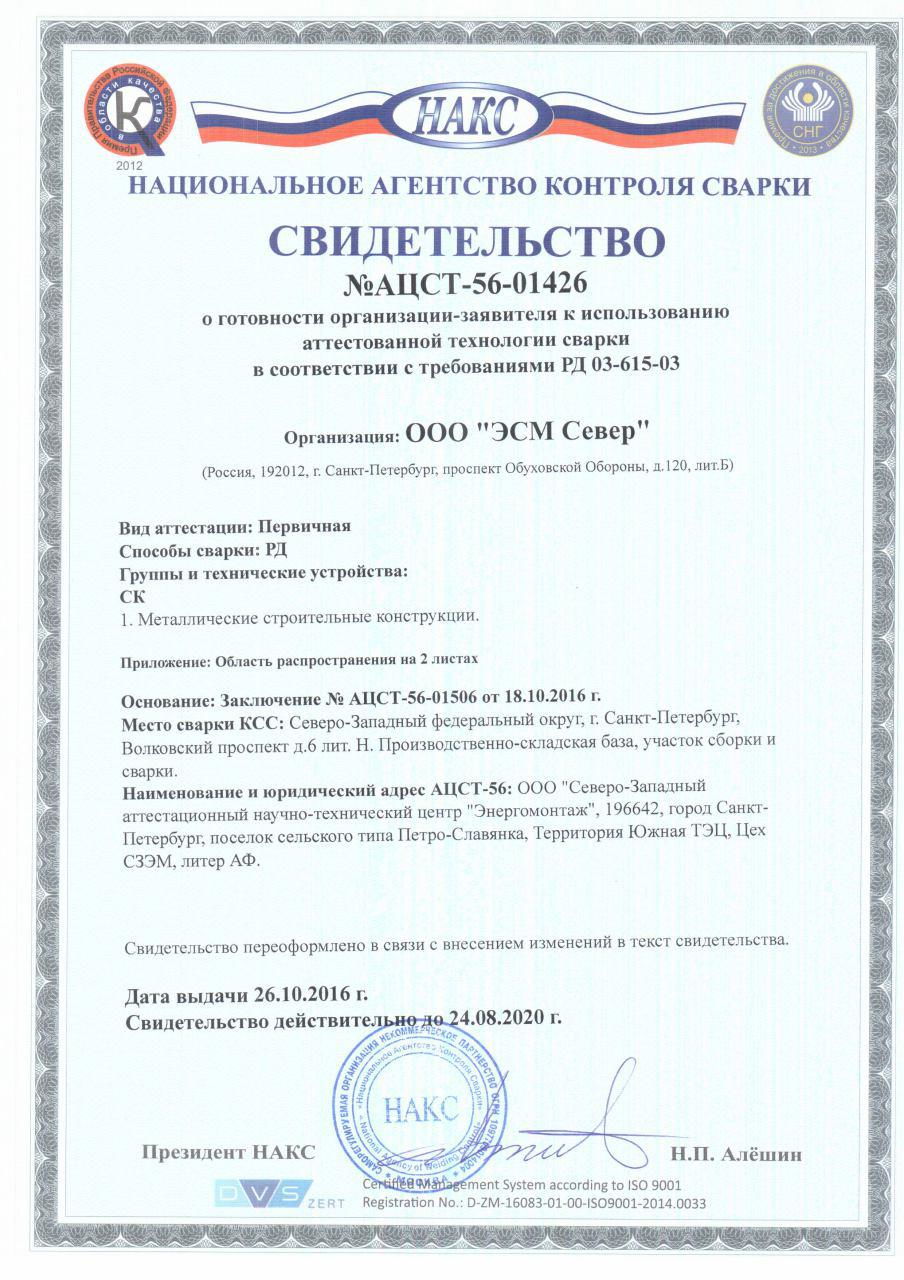 Премия Правительства Российской Федерации
в области качества
2012
НАКС
Премия за достижения в области качества
СНГ
2013
НАЦИОНАЛЬНОЕ АГЕНТСТВО КОНТРОЛЯ СВАРКИ
СВИДЕТЕЛЬСТВО
№АЦСТ-56-01426
о готовности организации-заявителя к использованию
аттестованной технологии сварки
в соответствии с требованиями РД 03-615-03
Организация: ООО "ЭСМ Север"
(Россия, 192012, г. Санкт-Петербург, проспект Обуховской Обороны, д.120, лит.Б)
Вид аттестации: Первичная
Способы сварки: РД
Группы и технические устройства:
СК
1. Металлические строительные конструкции.
Приложение: Область распространения на 2 листах
Основание: Заключение № АЦСТ-56-01506 от 18.10.2016 г.
Место сварки КСС: Северо-Западный федеральный округ, г. Санкт-Петербург,
Волковский проспект д.6 лит. Н. Производственно-складская база, участок сборки и
сварки.
Наименование и юридический адрес АЦСТ-56: ООО "Северо-Западный
аттестационный научно-технический центр "Энергомонтаж", 196642, город Санкт-
Петербург, поселок сельского типа Петро-Славянка, Территория Южная ТЭЦ, Цех
СЗЭМ, литер АФ.
Свидетельство переоформлено в связи с внесением изменений в текст свидетельства.
Дата выдачи 26.10.2016 г.
Свидетельство действительно до 24.08.2020 г.
САМОРЕГУЛИРУЕМАЯ ОРГАНИЗАЦИЯ НЕКОММЕРЧЕСКОЕ ПАРТНЕРСТВО ОГРН
«Национальное Агентство Контроля Сварки»
НАКС
National Agency of Welding Control
МОСКВА
Президент НАКС
Н.П. Алёшин
DVS ZERT
Certified Management System according to ISO 9001
Registration No.: D-ZM-16083-01-00-ISO9001-2014.0033